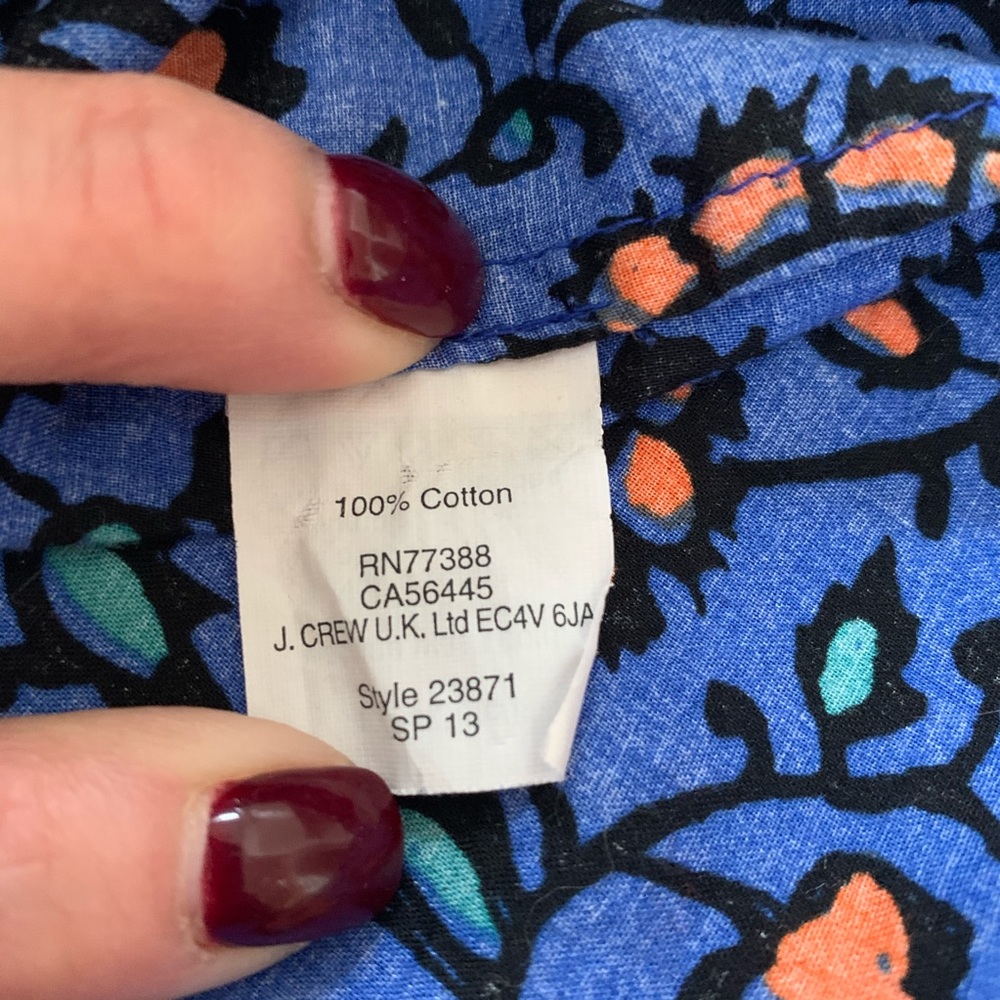 100% Cotton
RN77388
CA56445
J. CREW U.K. Ltd EC4V 6JA
Style 23871
SP 13